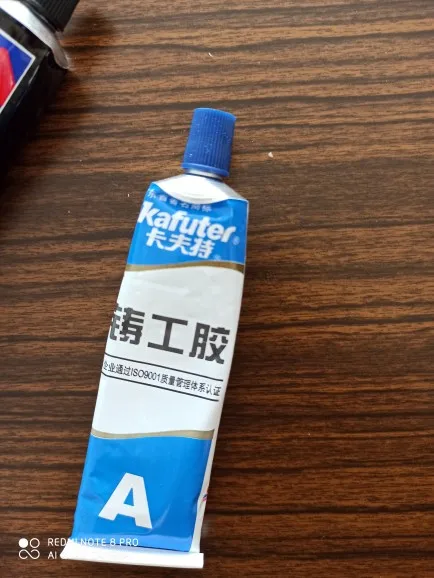 kafuter®
卡夫特
铸工胶
企业通过ISO9001质量管理体系认证
A
REDMI NOTE 8 PRO
AI